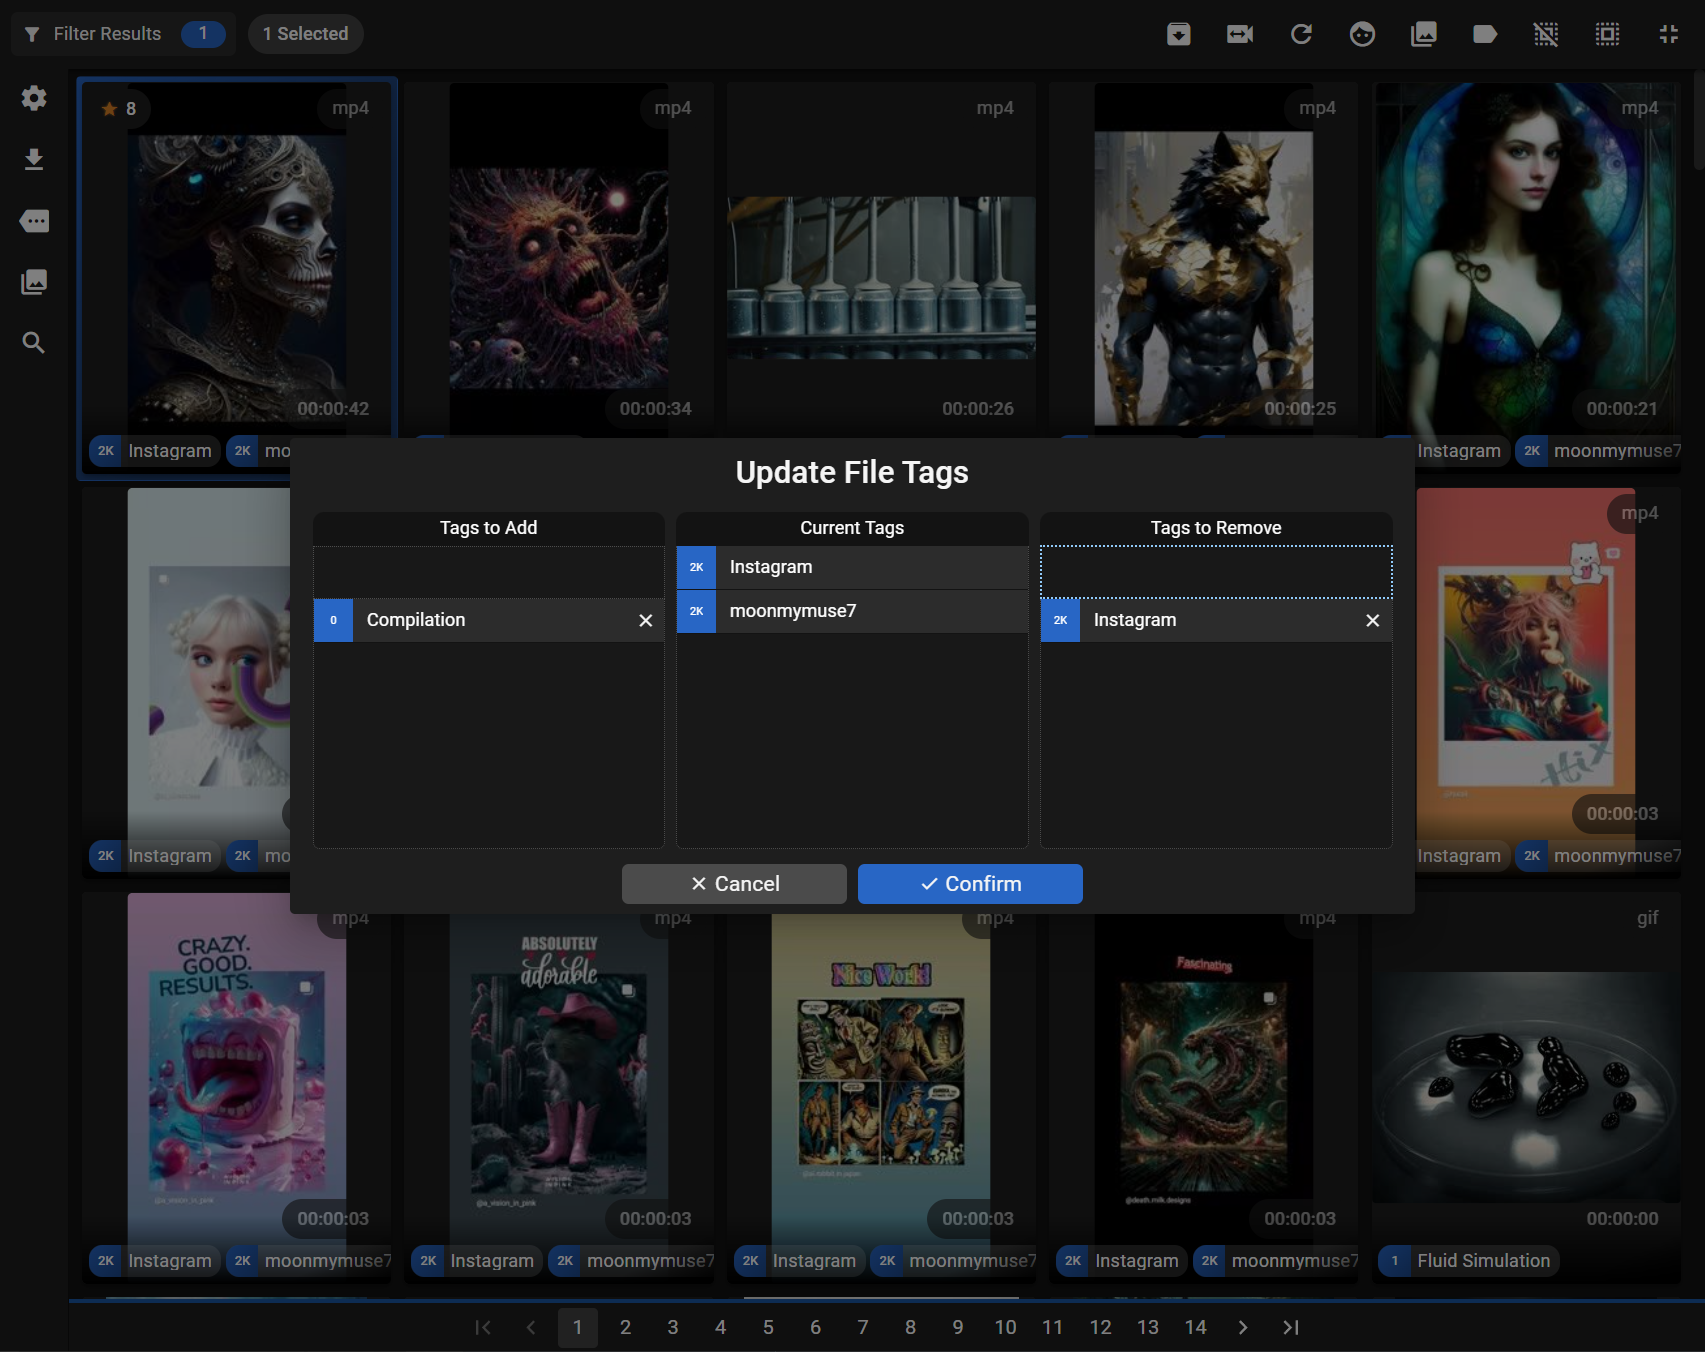 Filter Results 1 1 Selected
8 mp4 mp4 mp4 mp4 mp4
00:00:42 00:00:34 00:00:26 00:00:25 00:00:21
2K Instagram 2K mo Instagram 2K moonmymuse7
Update File Tags
Tags to Add Current Tags Tags to Remove
2K Instagram
2K moonmymuse7
0 Compilation
2K Instagram
Cancel Confirm
mp4
Hix
00:00:03
2K Instagram 2K mo Instagram 2K moonmymuse7
mp4 mp4 mp4 mp4 gif
CRAZY.
GOOD.
RESULTS.
@a_vision_in_pink
ABSOLUTELY
adorable
@a_vision_in_pink
Nice Work!
Fascinating
@death.milk.designs
00:00:03 00:00:03 00:00:03 00:00:03 00:00:00
2K Instagram 2K moonmymuse7 2K Instagram 2K moonmymuse7 2K Instagram 2K moonmymuse7 2K Instagram 2K moonmymuse7 1 Fluid Simulation
1 2 3 4 5 6 7 8 9 10 11 12 13 14